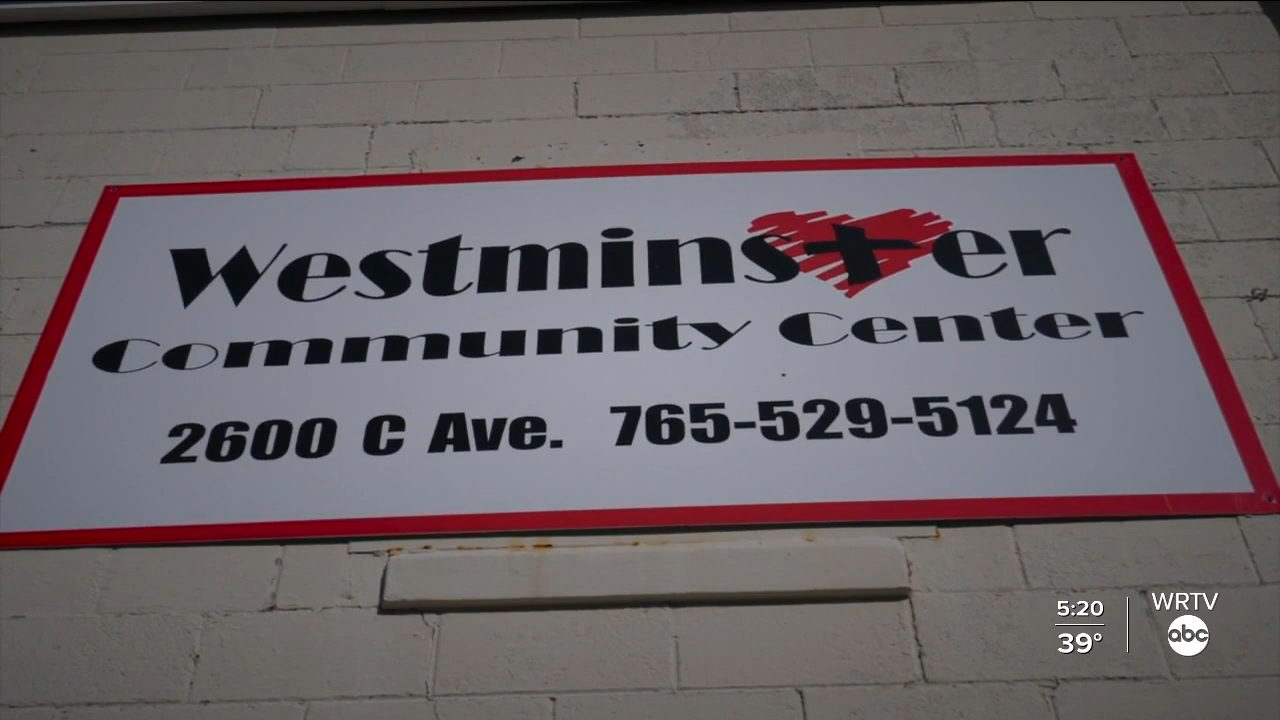 Westminster
Community Center
2600 C Ave. 765-529-5124
5:20
39°
WRTV
abc